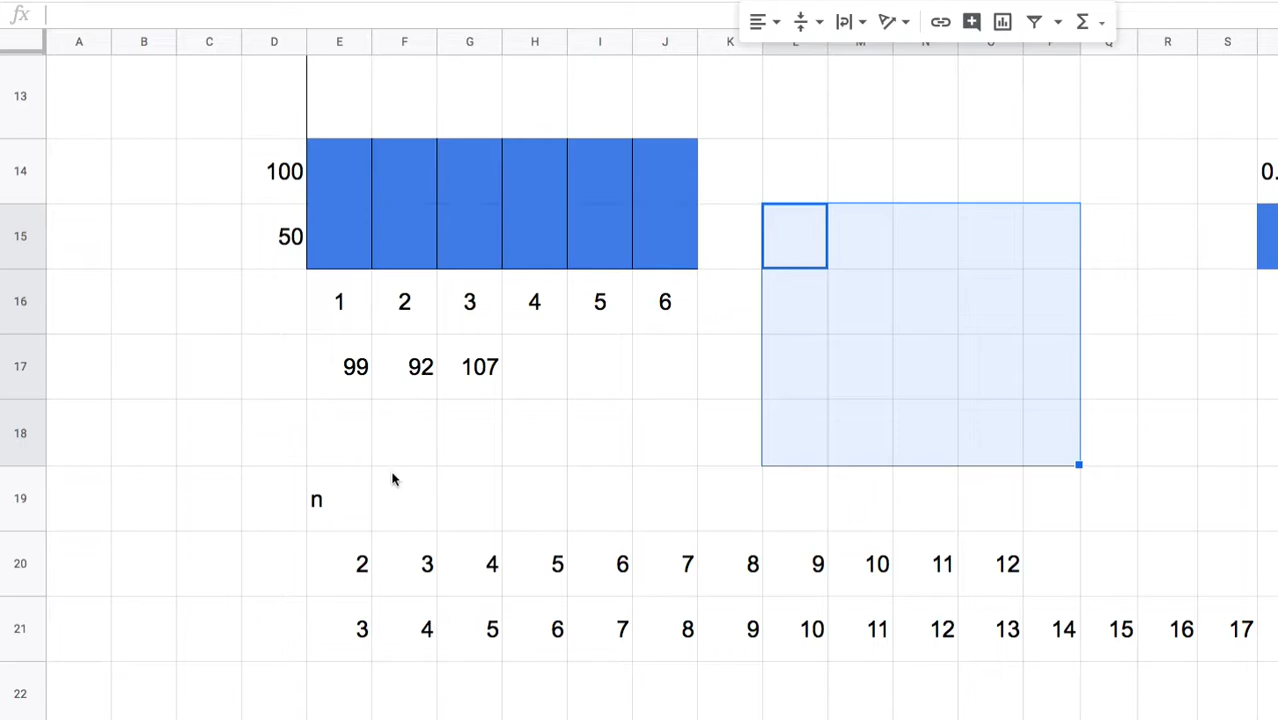 fx
A B C D E F G H I J K L M N O P Q R S
13
14 100 0.
15 50
16 1 2 3 4 5 6
17 99 92 107
18
19 n
20 2 3 4 5 6 7 8 9 10 11 12
21 3 4 5 6 7 8 9 10 11 12 13 14 15 16 17
22